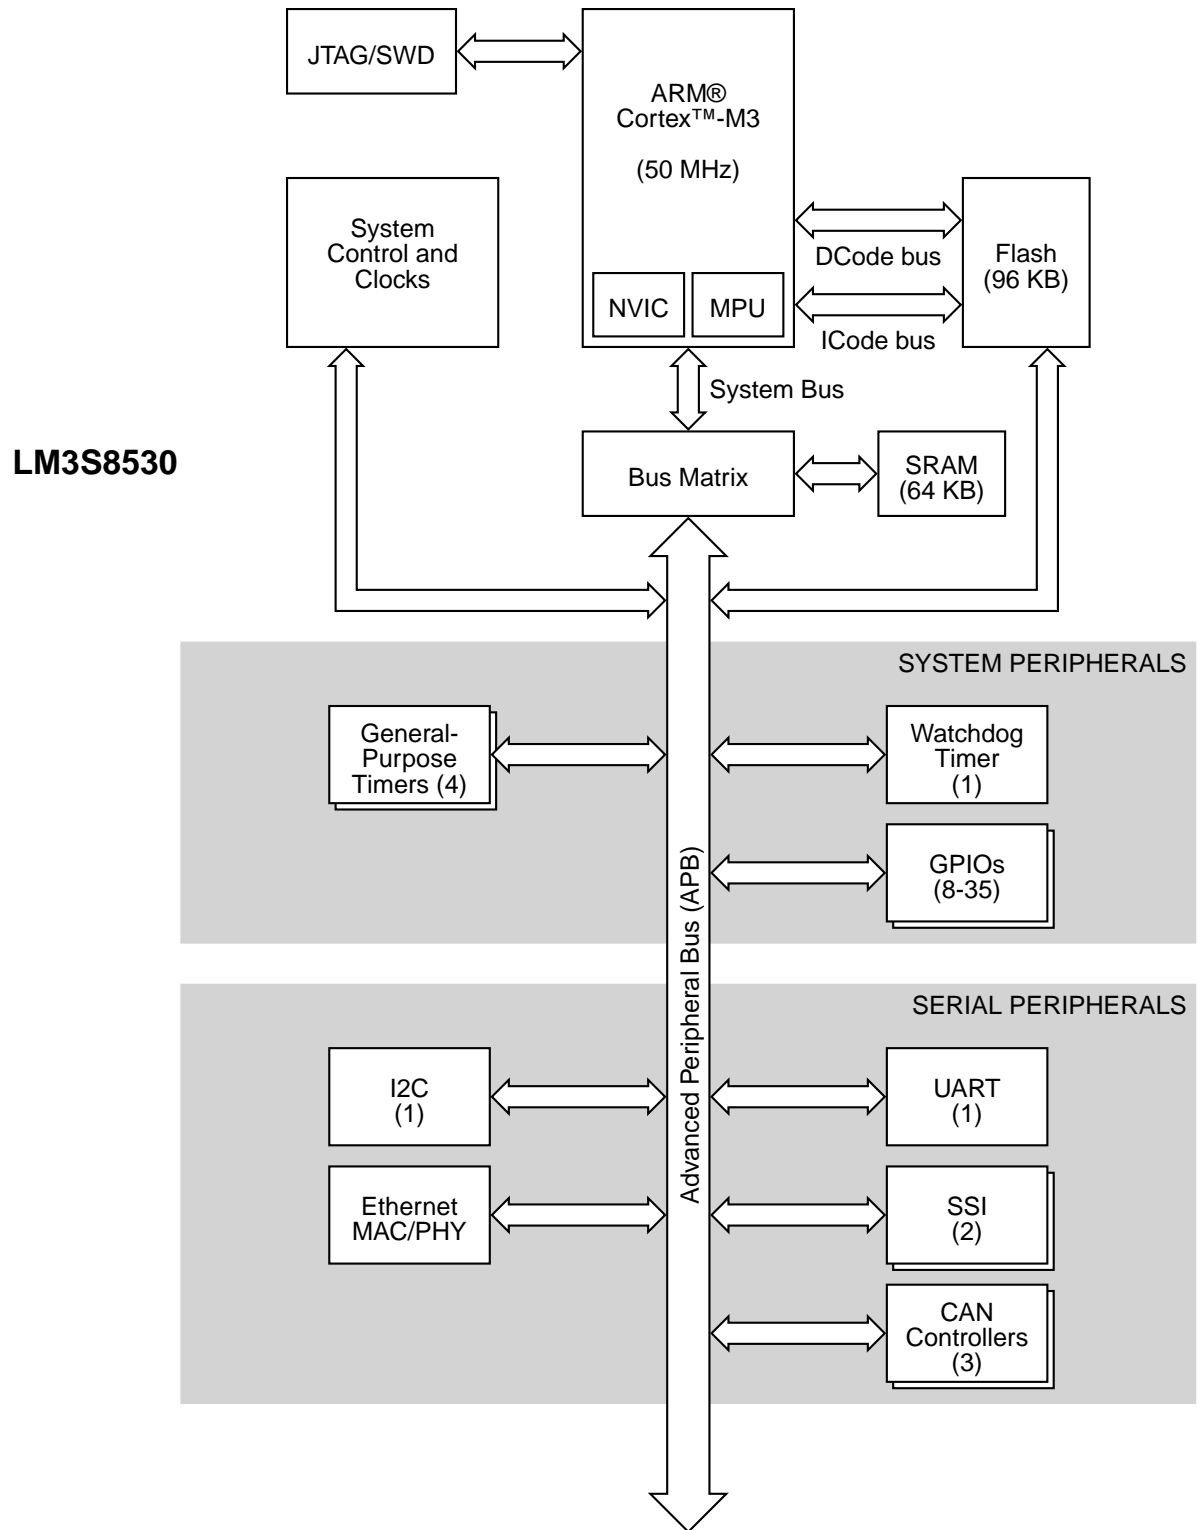 JTAG/SWD
ARM®
Cortex™-M3
(50 MHz)
System
Control and
Clocks
DCode bus
Flash
(96 KB)
NVIC
MPU
ICode bus
System Bus
LM3S8530
Bus Matrix
SRAM
(64 KB)
SYSTEM PERIPHERALS
General-
Purpose
Timers (4)
Watchdog
Timer
(1)
GPIOs
(8-35)
Advanced Peripheral Bus (APB)
SERIAL PERIPHERALS
I2C
(1)
UART
(1)
Ethernet
MAC/PHY
SSI
(2)
CAN
Controllers
(3)